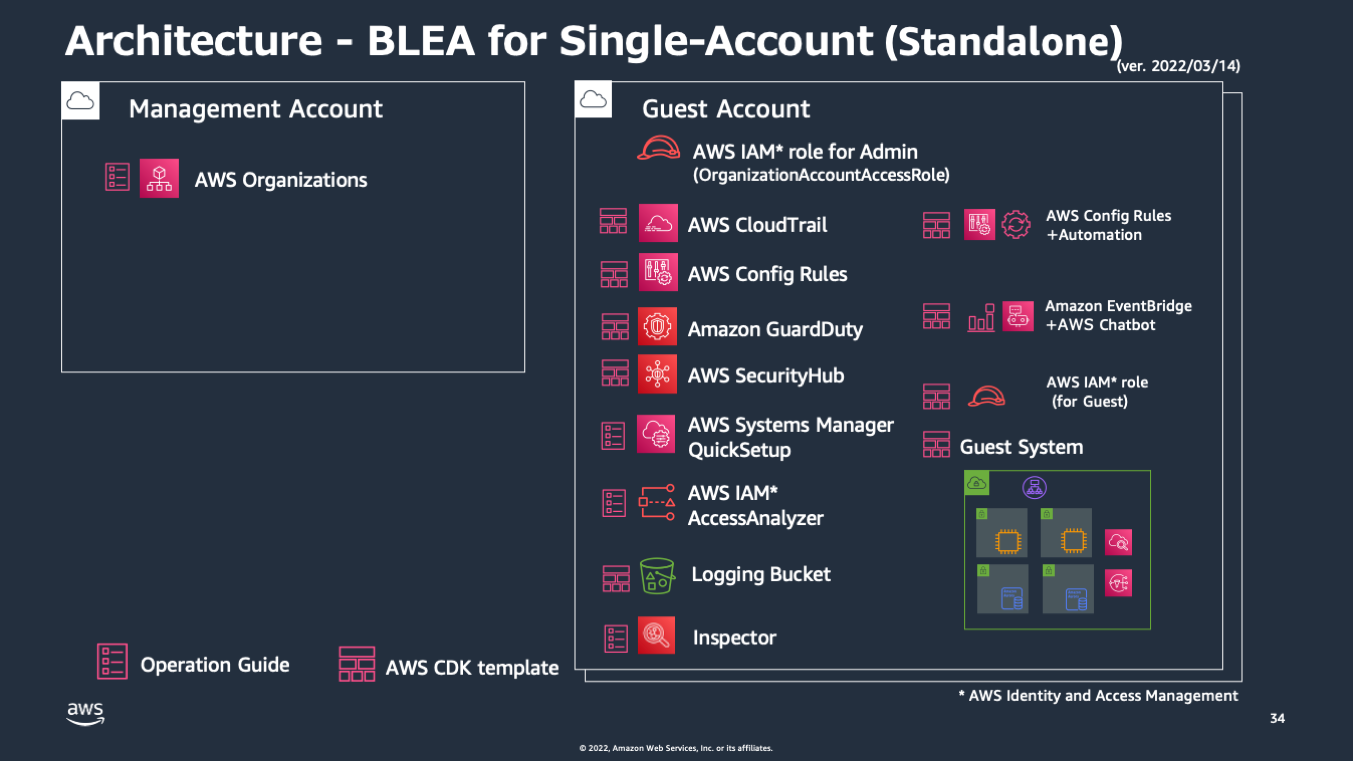 Architecture - BLEA for Single-Account (Standalone)
(ver. 2022/03/14)
Management Account
AWS Organizations
Guest Account
AWS IAM* role for Admin
(OrganizationAccountAccessRole)
AWS CloudTrail
AWS Config Rules
Amazon GuardDuty
AWS SecurityHub
AWS Systems Manager
QuickSetup
AWS IAM*
AccessAnalyzer
Logging Bucket
Inspector
AWS Config Rules
+Automation
Amazon EventBridge
+AWS Chatbot
AWS IAM* role
(for Guest)
Guest System
Operation Guide
AWS CDK template
* AWS Identity and Access Management
aws
34
© 2022, Amazon Web Services, Inc. or its affiliates.